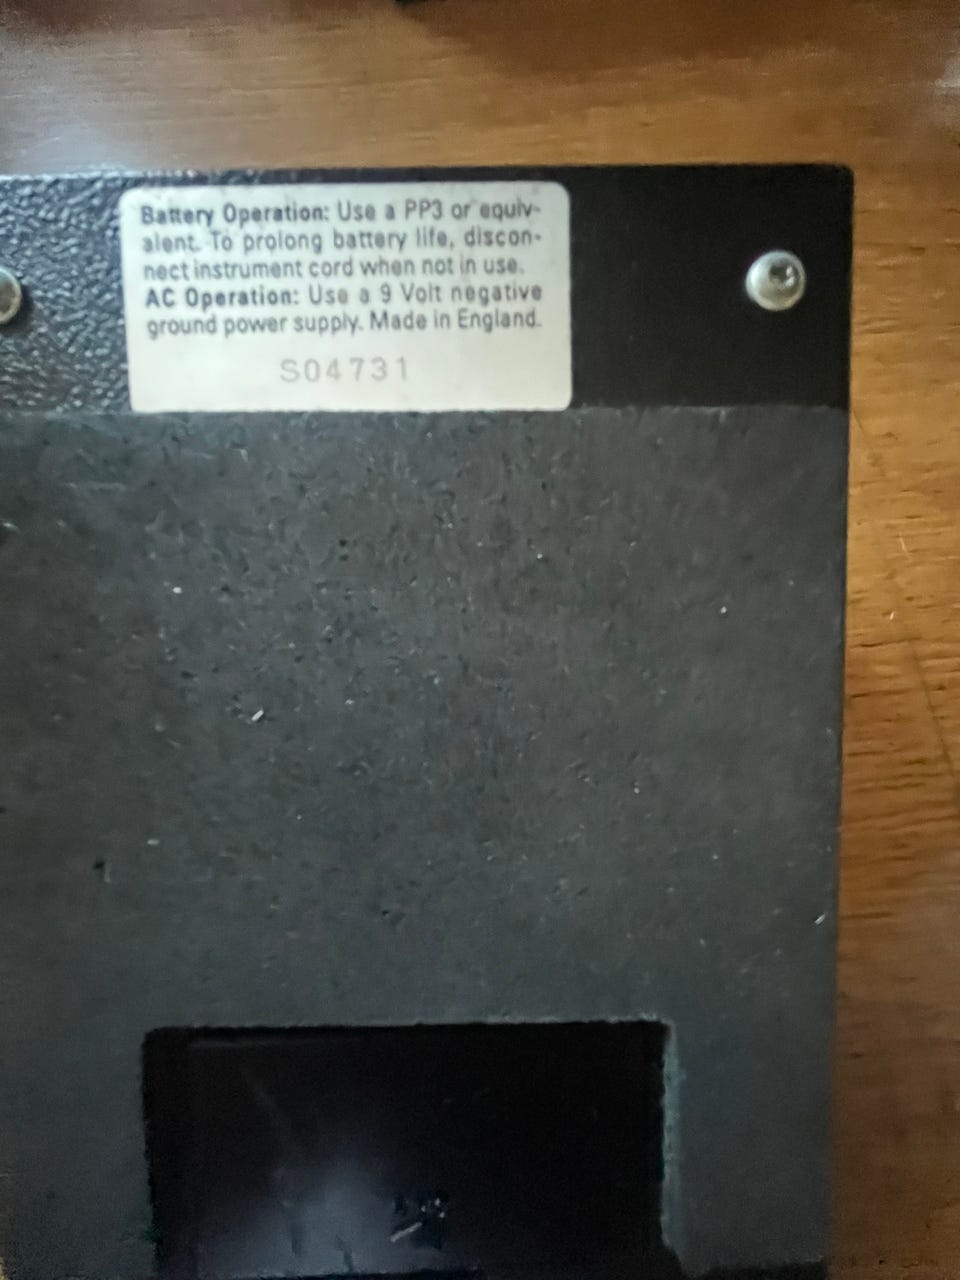 Battery Operation: Use a PP3 or equiv-
alent. To prolong battery life, discon-
nect instrument cord when not in use.
AC Operation: Use a 9 Volt negative
ground power supply. Made in England.
S04731